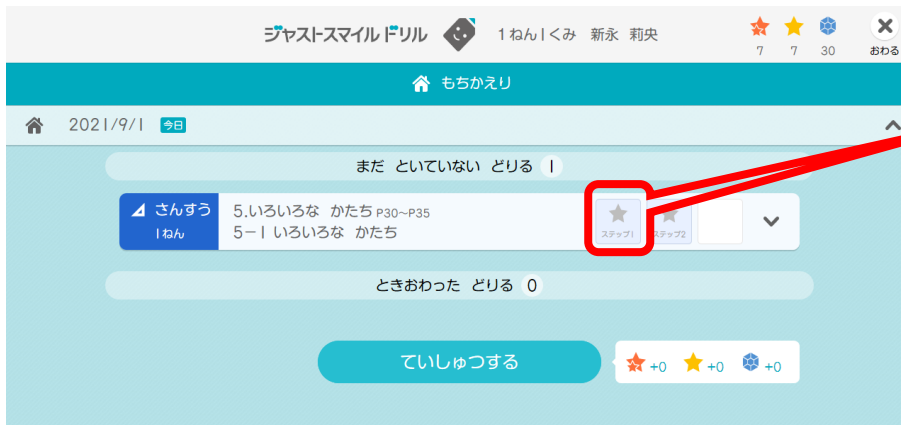 ジャストスマイル ドリル 1ねん1くみ 新永 莉央
7 7 30 おわる
もちかえり
2021/9/1 今日
まだ といていない どりる 1
さんすう 5.いろいろな かたち P30~P35
1ねん 5-1 いろいろな かたち
ステップ1 ステップ2
ときおわった どりる 0
ていしゅつする +0 +0 +0